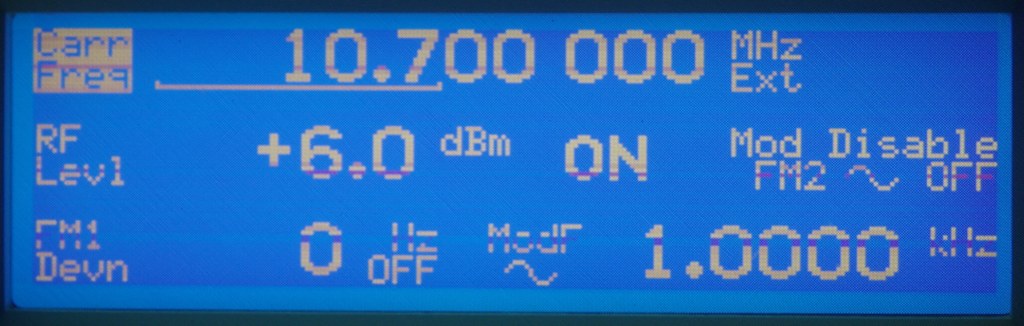 Carr 10.700 000 MHz
Freq Ext
RF +6.0 dBm ON Mod Disable
Levl FM2 OFF
FM1 0 Hz ModF 1.0000 kHz
Devn OFF